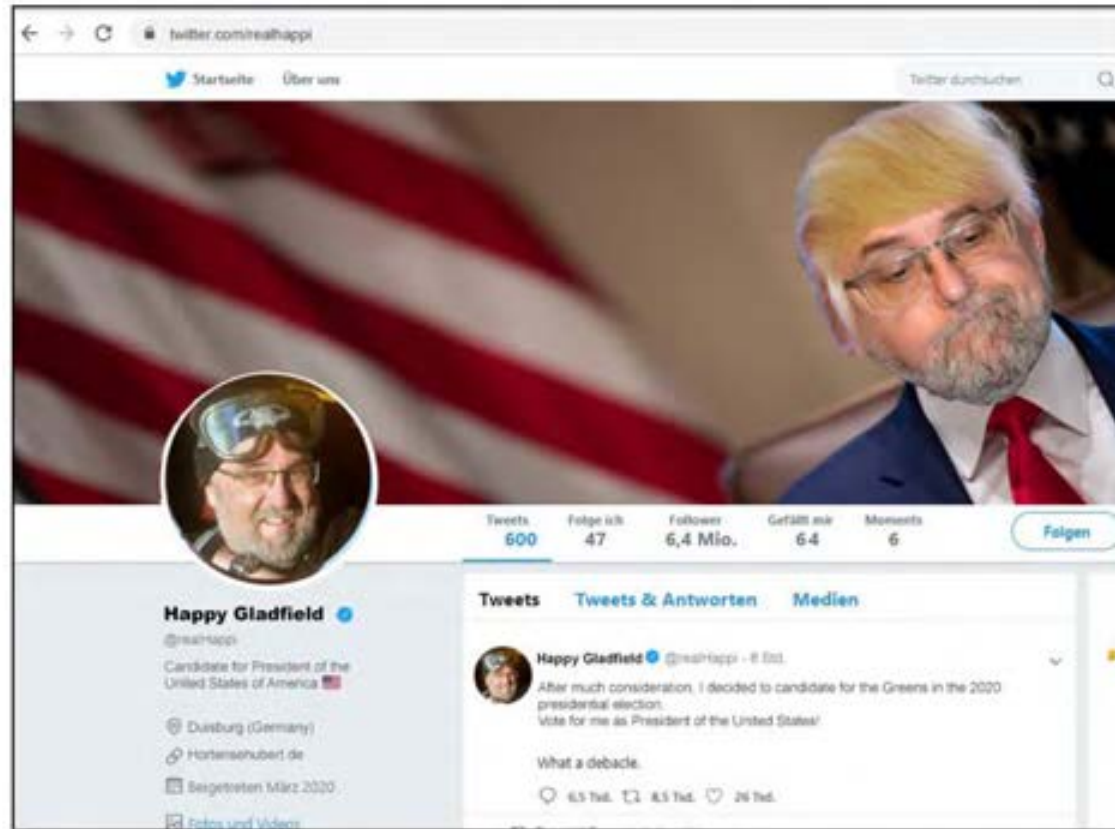 twitter.com/realhappi
Startseite Über uns
Twitter durchsuchen
Tweets Folge ich Follower Gefällt mir Moments
600 47 6,4 Mio. 64 6
Folgen
Happy Gladfield
@realHappi
Candidate for President of the
United States of America
Duisburg (Germany)
Hortensehubert.de
Beigetreten März 2020
Fotos und Videos
Tweets Tweets & Antworten Medien
Happy Gladfield @realHappi - 6 Std.
After much consideration, I decided to candidate for the Greens in the 2020
presidential election.
Vote for me as President of the United States!
What a debacle.
6,5 Tsd. 8,5 Tsd. 26 Tsd.